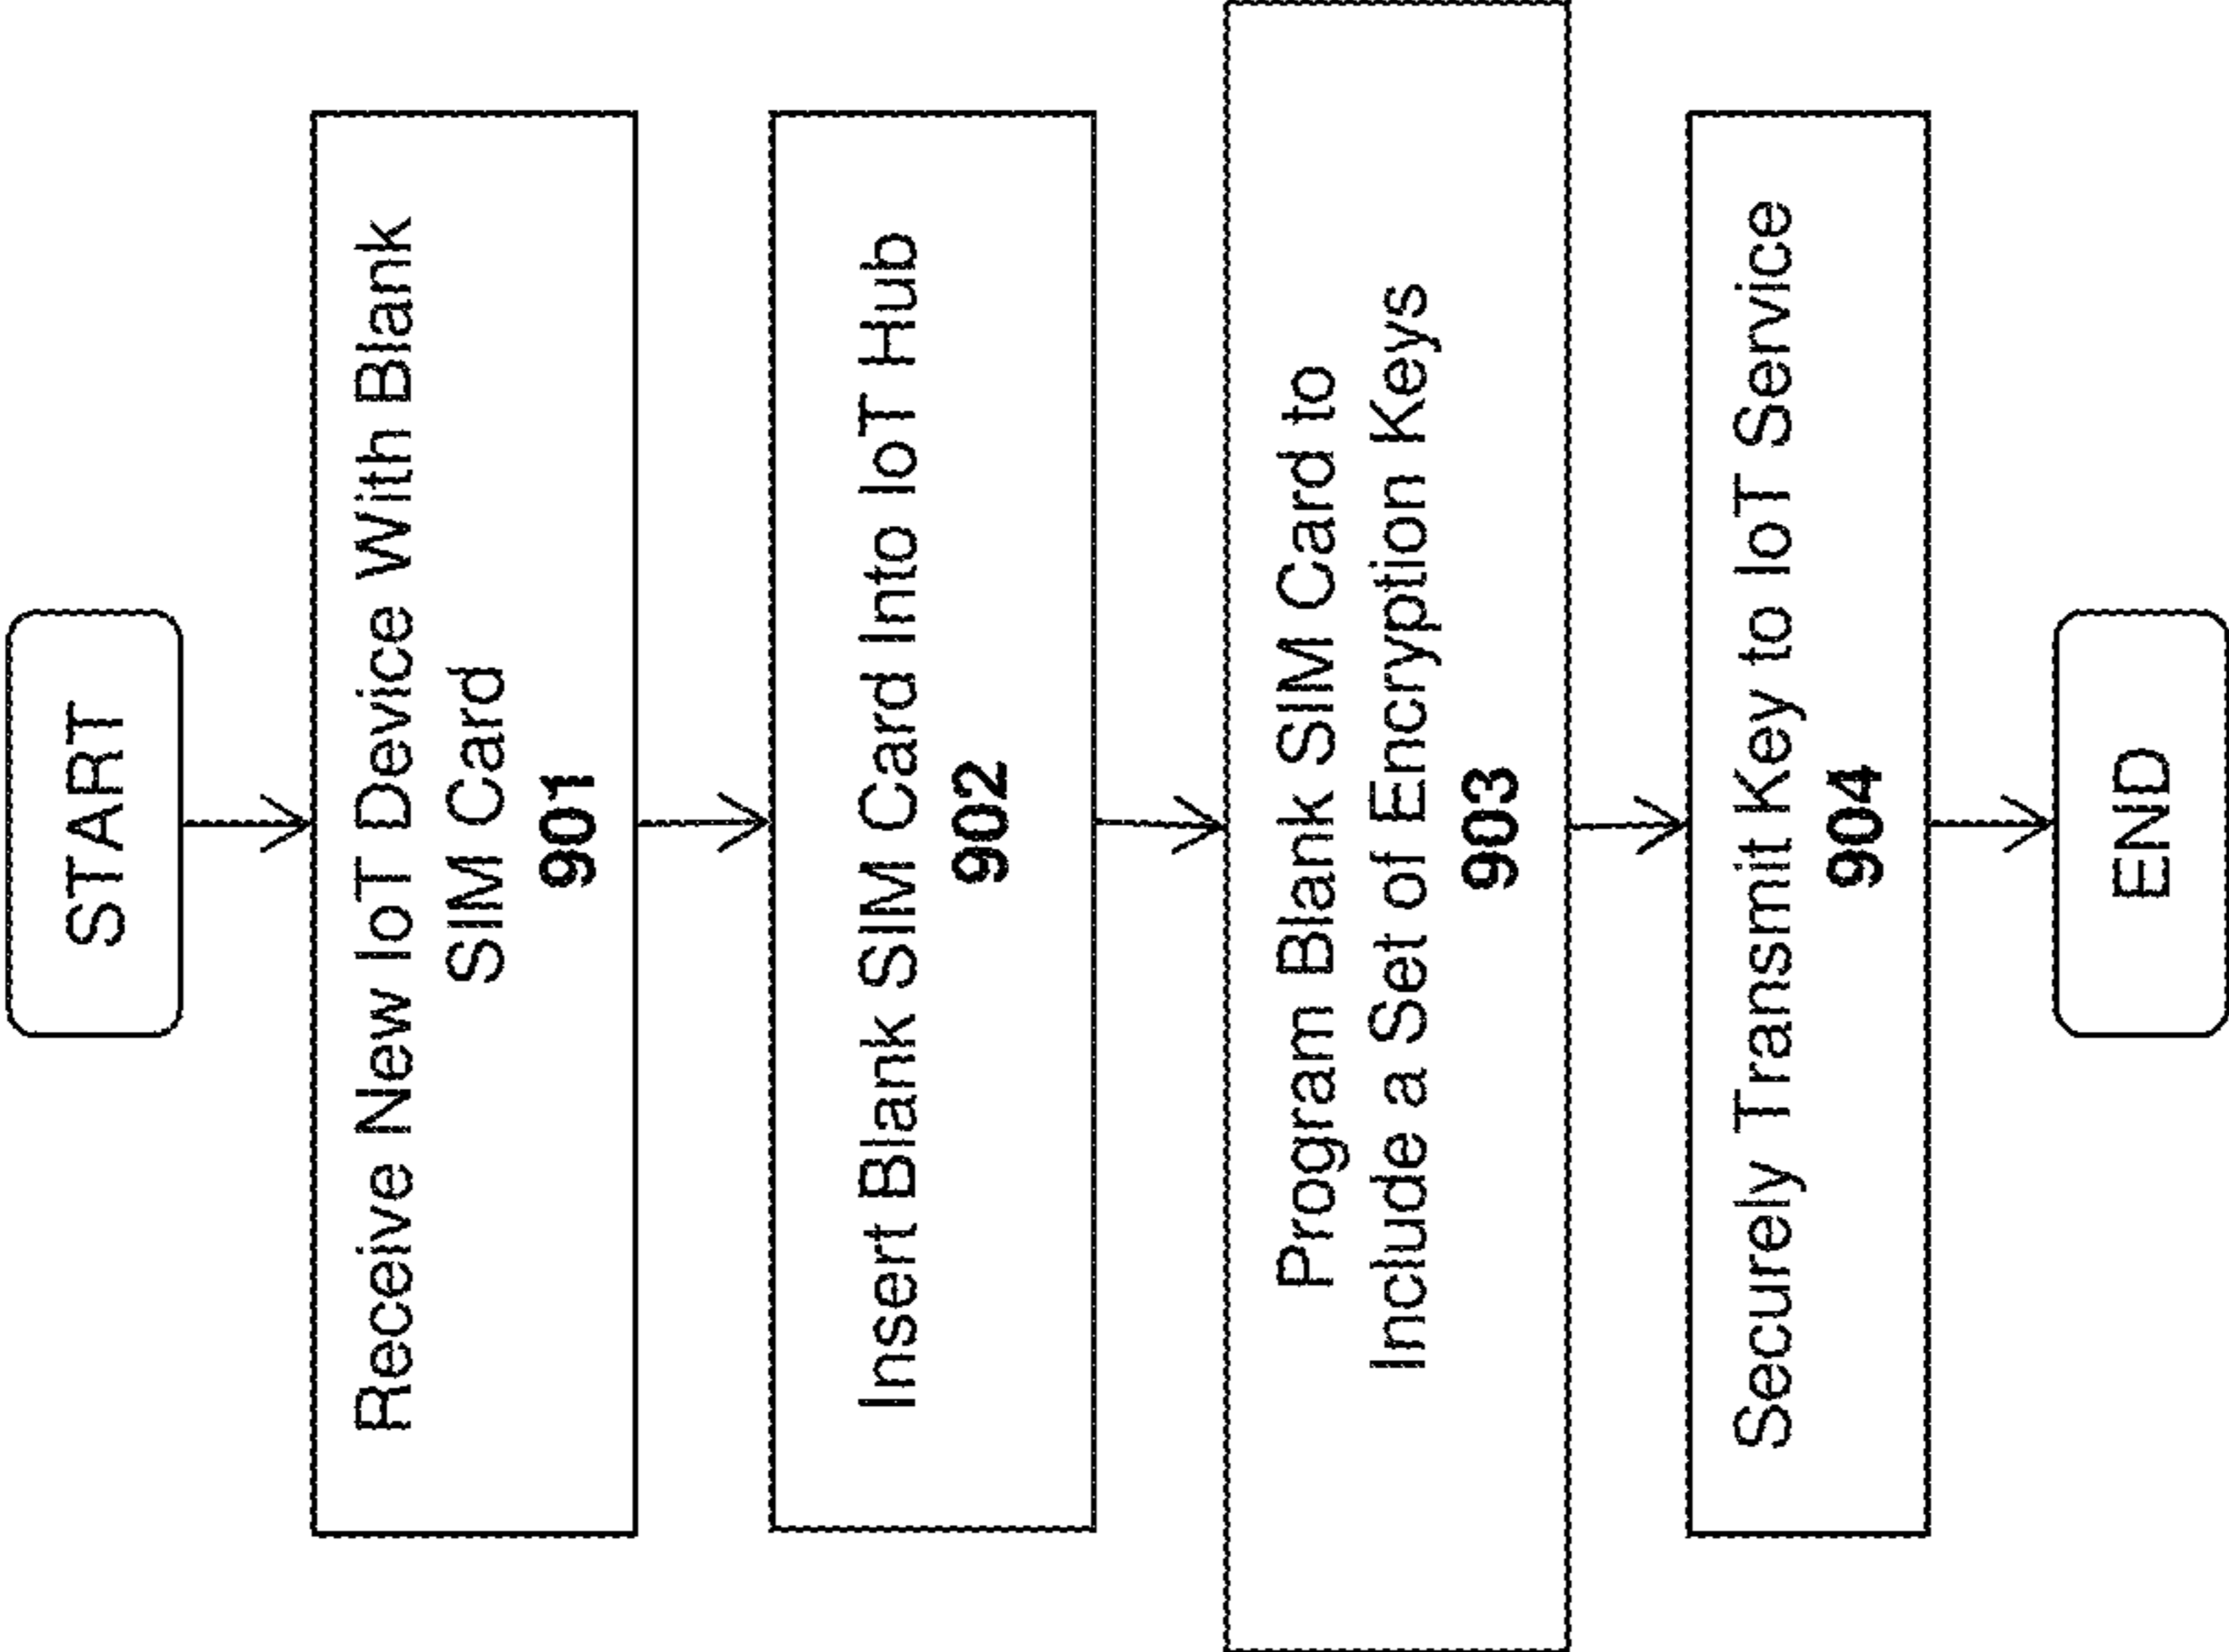 START
Receive New IoT Device With Blank
SIM Card
901
Insert Blank SIM Card Into IoT Hub
902
Program Blank SIM Card to
Include a Set of Encryption Keys
903
Securely Transmit Key to IoT Service
904
END